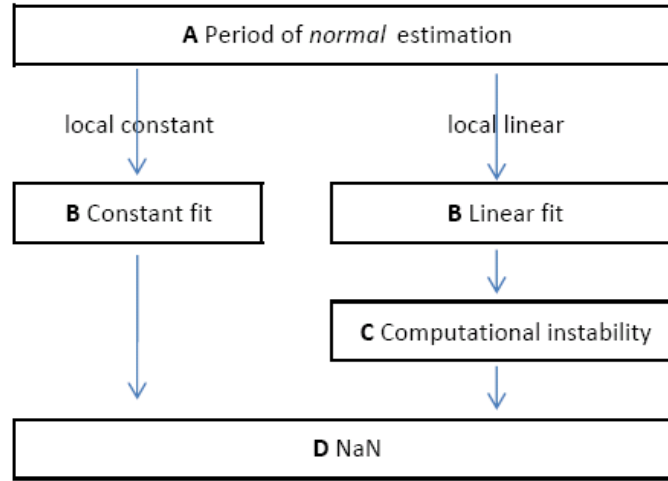 A Period of normal estimation
local constant
local linear
B Constant fit
B Linear fit
C Computational instability
D NaN